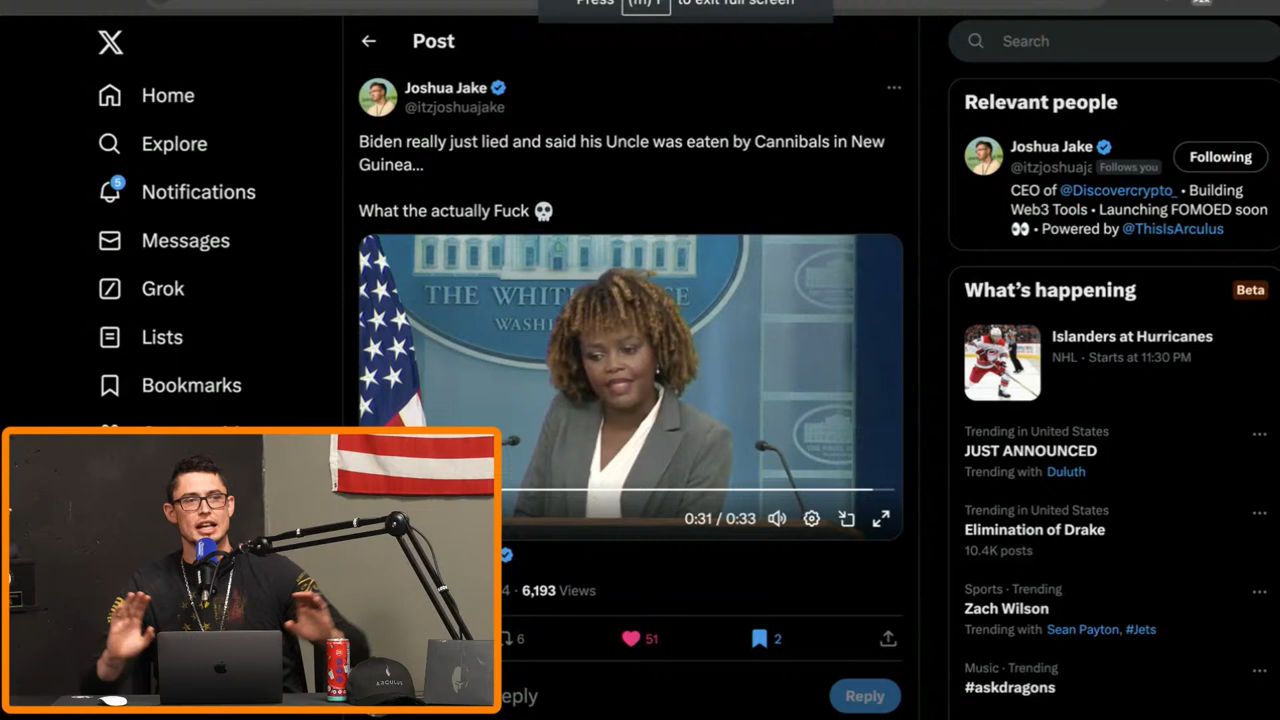 Press
to exit full screen
Home
Explore
Notifications
5
Messages
Grok
Lists
Bookmarks
Post
Joshua Jake
@itzjoshuajake
Biden really just lied and said his Uncle was eaten by Cannibals in New
Guinea...
What the actually Fuck
THE WHITE
WASHI
0:31 / 0:33
6,193 Views
6
51
2
Reply
ARCULUS
Search
Relevant people
Joshua Jake
Following
@itzjoshuaj
Follows you
CEO of @Discovercrypto_ • Building
Web3 Tools • Launching FOMOED soon
• Powered by @ThisIsArculus
What's happening
Beta
Islanders at Hurricanes
NHL · Starts at 11:30 PM
Trending in United States
JUST ANNOUNCED
Trending with Duluth
Trending in United States
Elimination of Drake
10.4K posts
Sports · Trending
Zach Wilson
Trending with Sean Payton, #Jets
Music · Trending
#askdragons